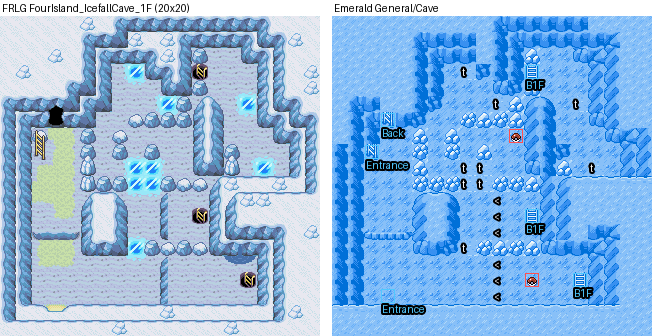 FRLG FourIsland_IcefallCave_1F (20x20)
Emerald General/Cave
B1F
Back
Entrance
B1F
B1F
Entrance